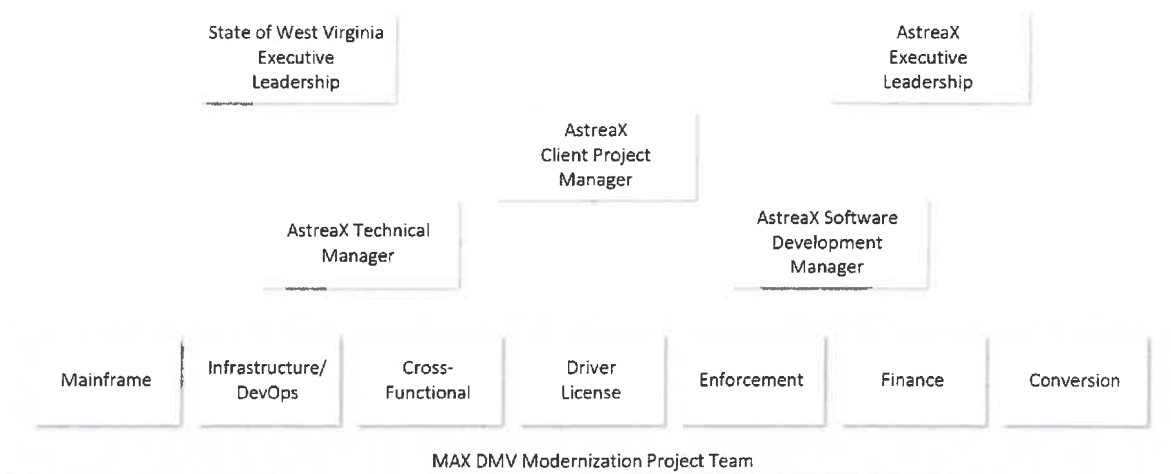 State of West Virginia
Executive
Leadership
AstreaX
Executive
Leadership
AstreaX
Client Project
Manager
AstreaX Technical
Manager
AstreaX Software
Development
Manager
Mainframe
Infrastructure/
DevOps
Cross-
Functional
Driver
License
Enforcement
Finance
Conversion
MAX DMV Modernization Project Team